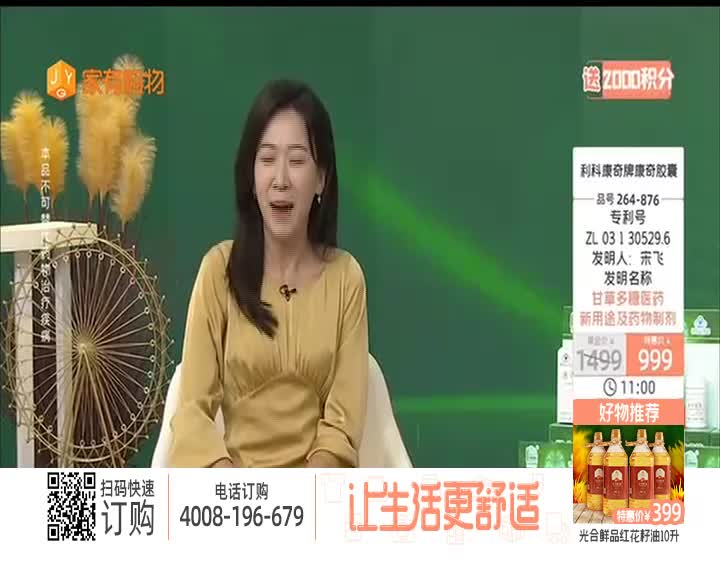 JYG 家有购物
送2000积分
本品不可替代药物治疗疾病
利科康奇牌康奇胶囊
品号 264-876
专利号
ZL 03 1 30529.6
发明人：宋飞
发明名称
甘草多糖医药
新用途及药物制剂
1499
特惠价¥
999
11:00
好物推荐
特惠价¥399
光合鲜品红花籽油10升
扫码快速
订购
电话订购
4008-196-679
让生活更舒适